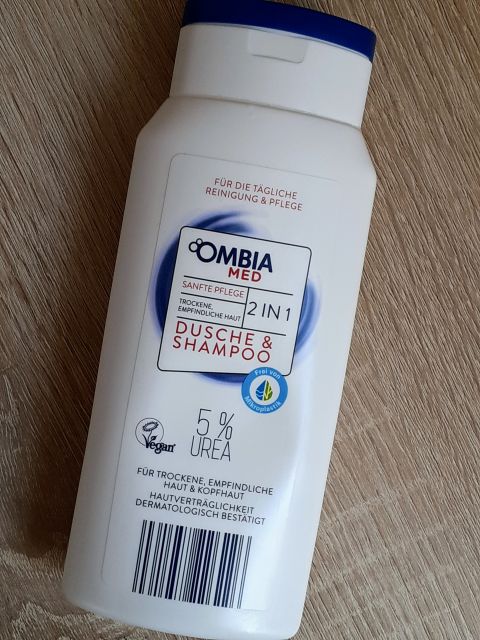 FÜR DIE TÄGLICHE
REINIGUNG & PFLEGE
OMBIA
MED
SANFTE PFLEGE
TROCKENE,
EMPFINDLICHE HAUT
2 IN 1
DUSCHE &
SHAMPOO
Frei von
Mikroplastik
5 %
UREA
Vegan
FÜR TROCKENE, EMPFINDLICHE
HAUT & KOPFHAUT
HAUTVERTRÄGLICHKEIT
DERMATOLOGISCH BESTÄTIGT